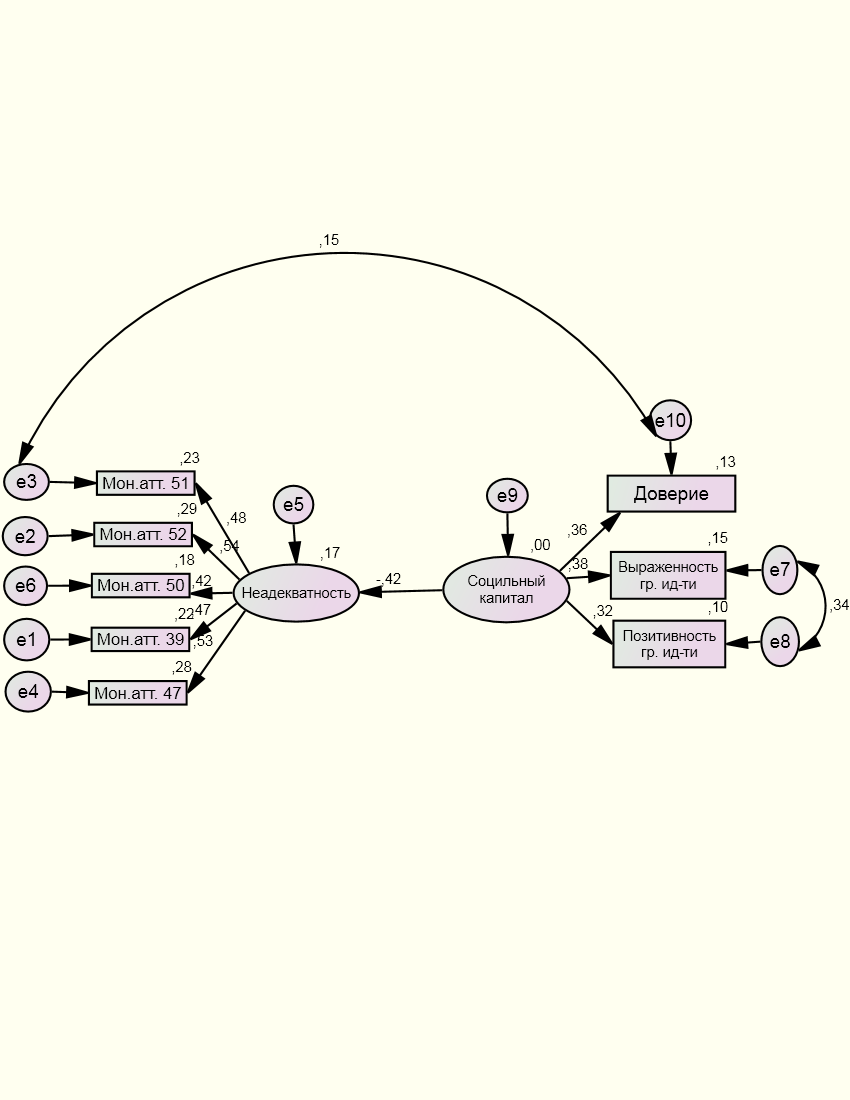 ,15
e10
,13
Доверие
e3
,23
Мон.атт. 51
,48
e5
e9
,36
e2
,29
Мон.атт. 52
,54
,17
,00
,15
e6
,18
Мон.атт. 50
,42
Неадекватность
-,42
Социльный
капитал
,38
Выраженность
гр. ид-ти
e7
,34
e1
,22
,47
Мон.атт. 39
,53
,32
,10
Позитивность
гр. ид-ти
e8
e4
,28
Мон.атт. 47